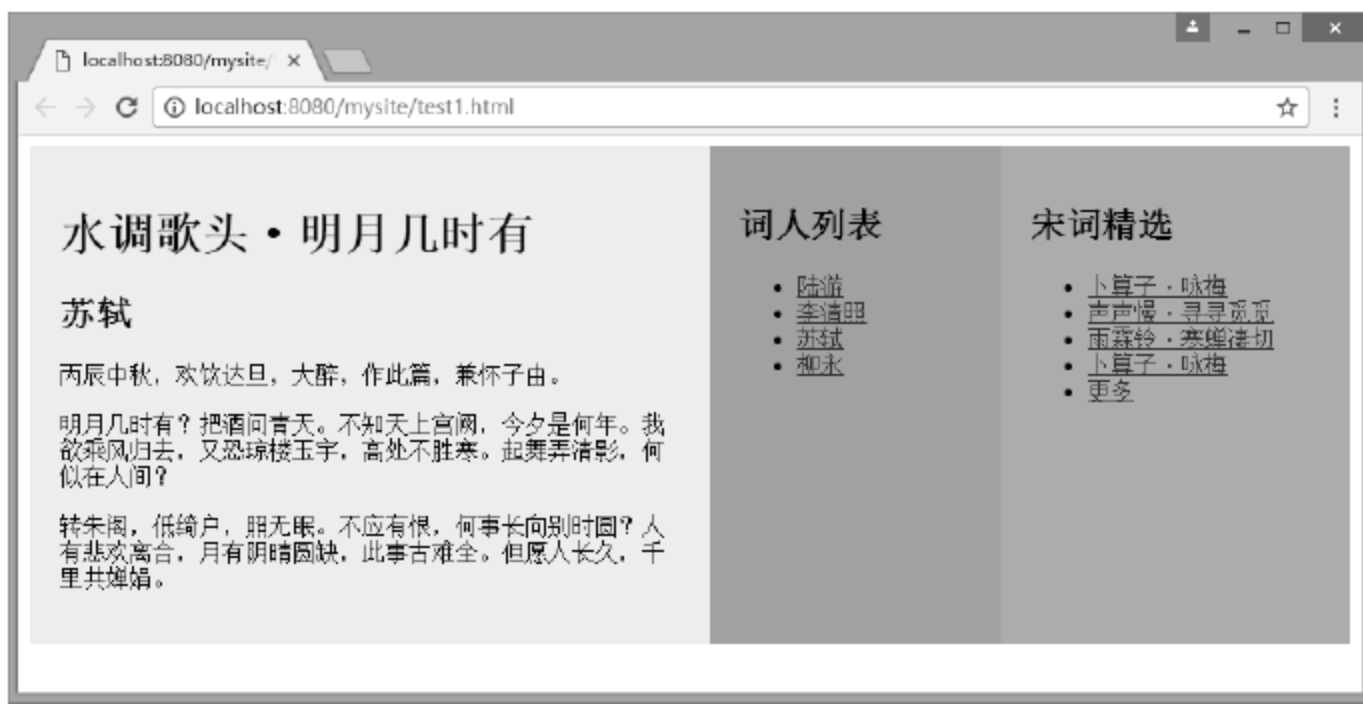 localhost:8080/mysite/
localhost:8080/mysite/test1.html
水调歌头·明月几时有
苏轼
丙辰中秋，欢饮达旦，大醉，作此篇，兼怀子由。
明月几时有？把酒问青天。不知天上宫阙，今夕是何年。我
欲乘风归去，又恐琼楼玉宇，高处不胜寒。起舞弄清影，何
似在人间？
转朱阁，低绮户，照无眠。不应有恨，何事长向别时圆？人
有悲欢离合，月有阴晴圆缺，此事古难全。但愿人长久，千
里共婵娟。
词人列表
陆游
李清照
苏轼
柳永
宋词精选
卜算子·咏梅
声声慢·寻寻觅觅
雨霖铃·寒蝉凄切
卜算子·咏梅
更多